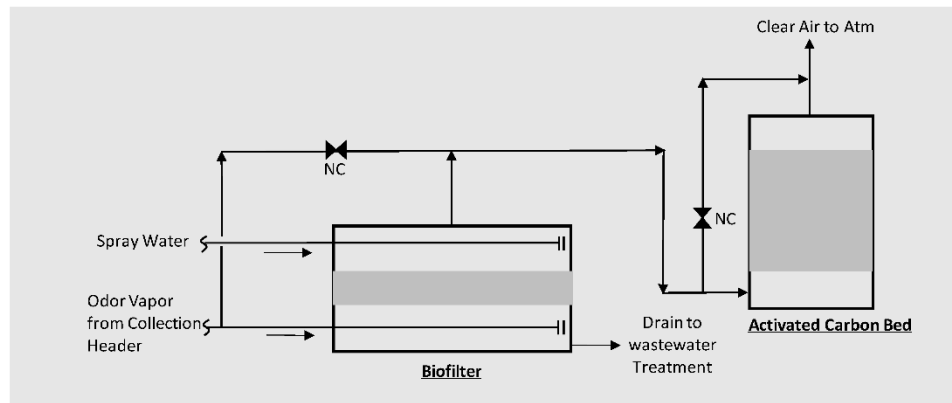 Clear Air to Atm
NC
NC
Spray Water
Odor Vapor
from Collection
Header
Drain to
wastewater
Treatment
Activated Carbon Bed
Biofilter